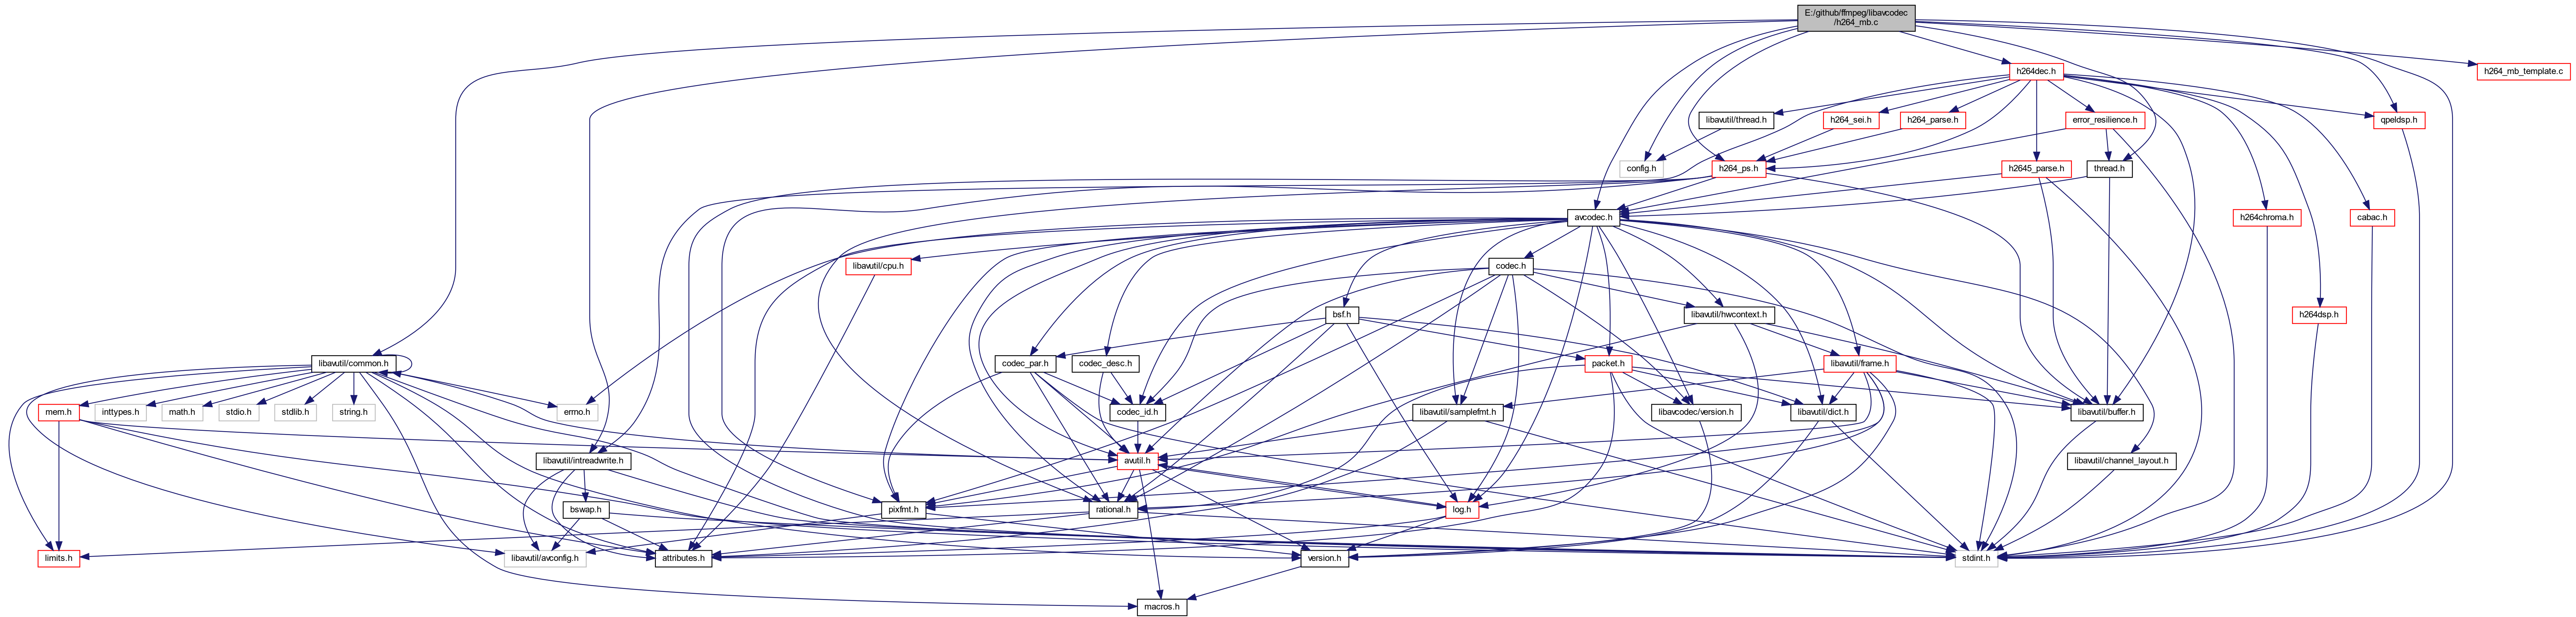 E:/github/ffmpeg/libavcodec
/h264_mb.c
h264dec.h
h264_mb_template.c
libavutil/thread.h
h264_sei.h
h264_parse.h
error_resilience.h
qpeldsp.h
config.h
h264_ps.h
h2645_parse.h
thread.h
avcodec.h
h264chroma.h
cabac.h
libavutil/cpu.h
codec.h
bsf.h
libavutil/hwcontext.h
h264dsp.h
libavutil/common.h
codec_par.h
codec_desc.h
packet.h
libavutil/frame.h
mem.h
inttypes.h
math.h
stdio.h
stdlib.h
string.h
errno.h
codec_id.h
libavutil/samplefmt.h
libavcodec/version.h
libavutil/dict.h
libavutil/buffer.h
libavutil/intreadwrite.h
avutil.h
libavutil/channel_layout.h
bswap.h
pixfmt.h
rational.h
log.h
limits.h
libavutil/avconfig.h
attributes.h
version.h
stdint.h
macros.h